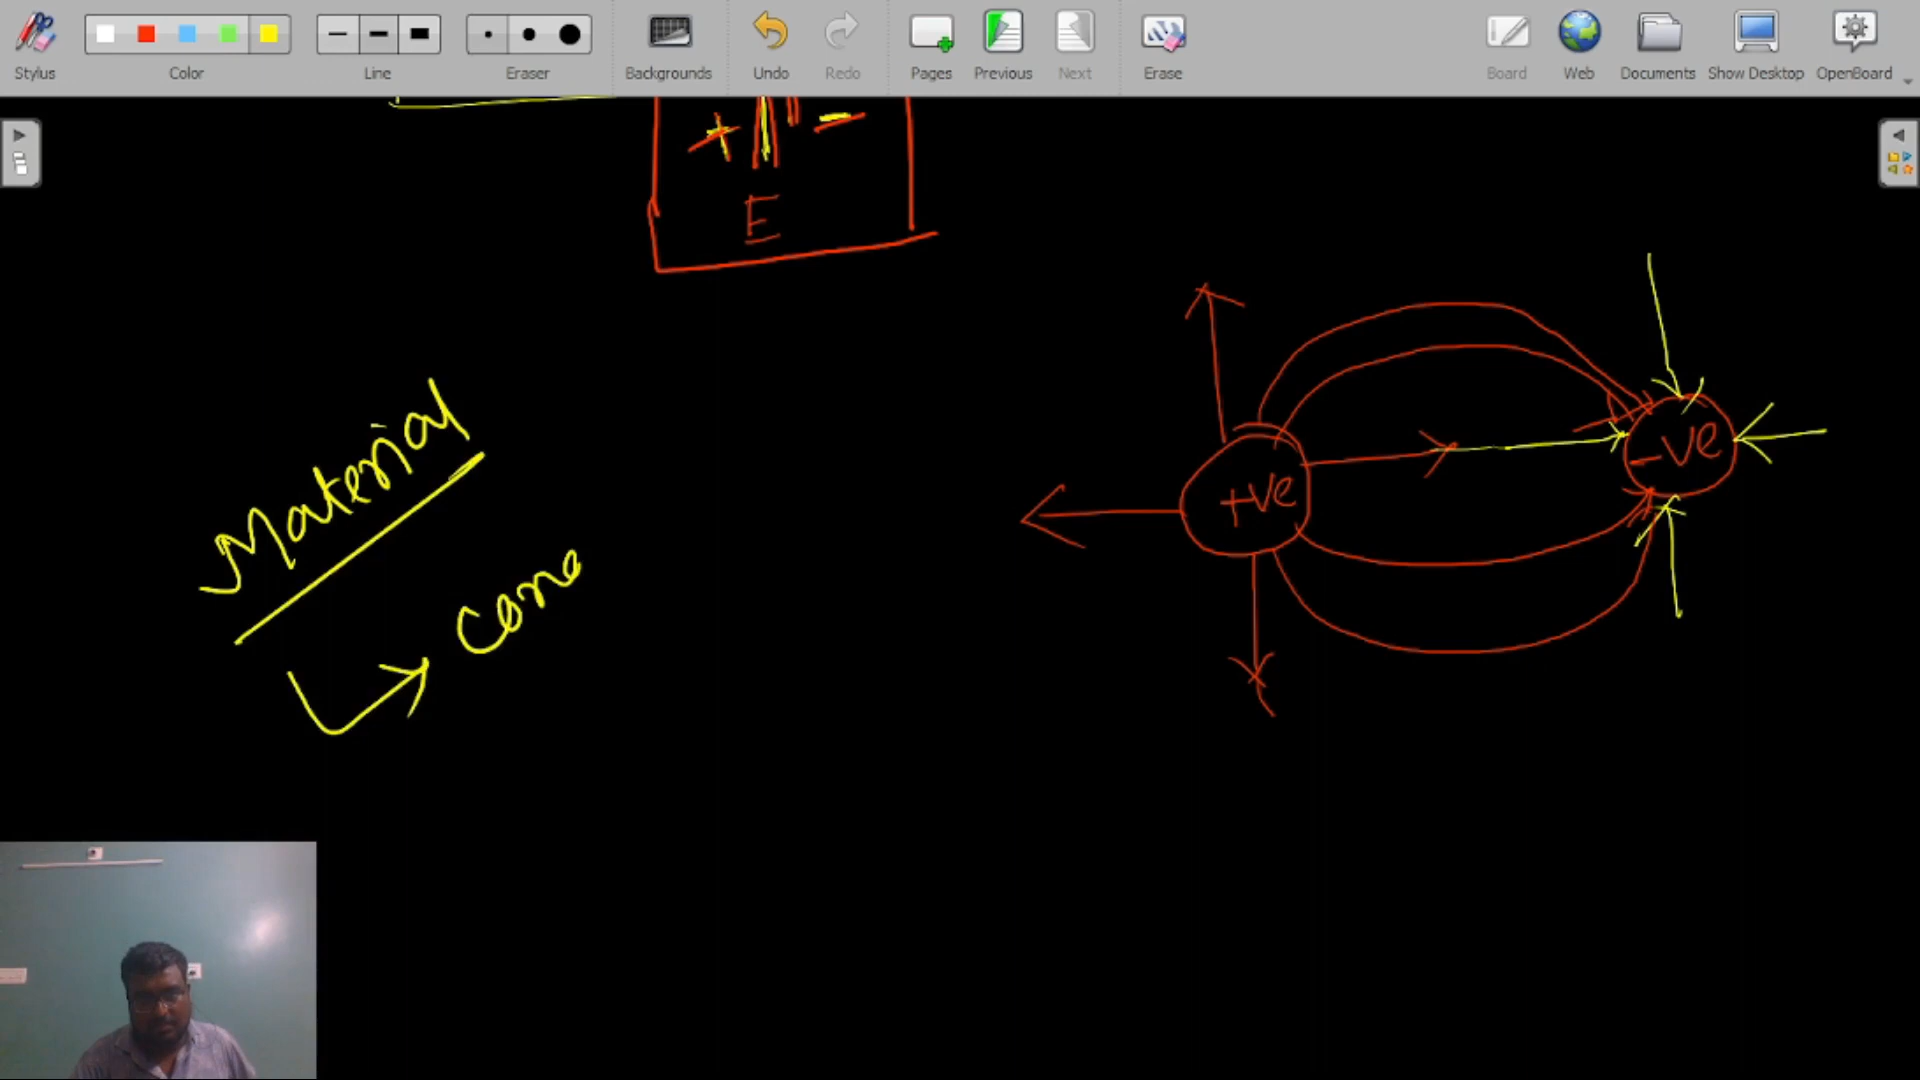 Stylus
Color
Line
Eraser
Backgrounds
Undo
Redo
Pages
Previous
Next
Erase
Board
Web
Documents
Show Desktop
OpenBoard
+ -
E
Material
+ve
-ve